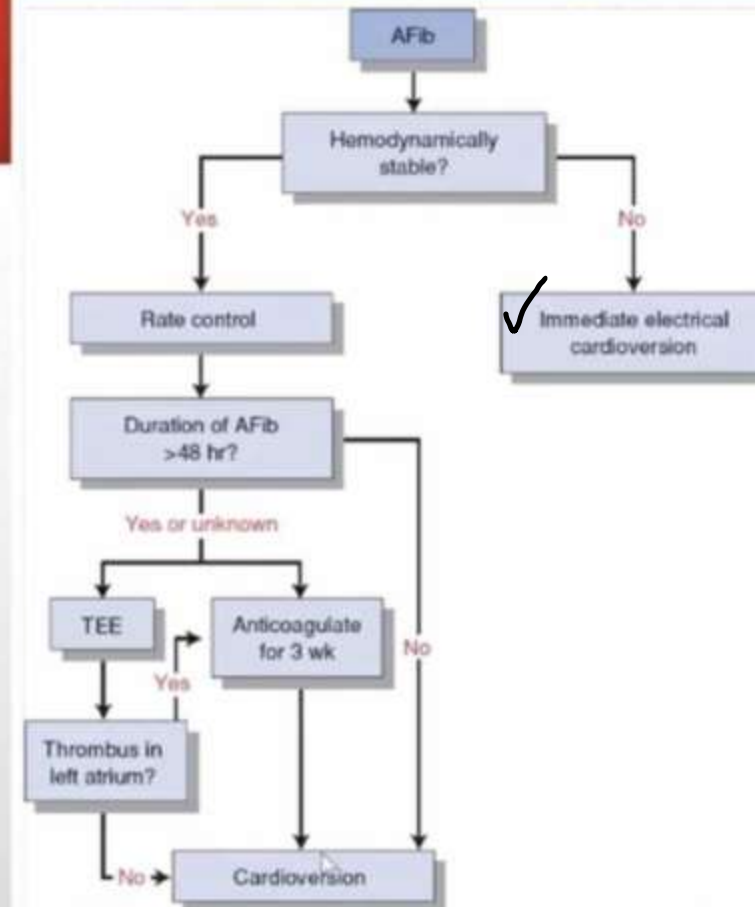 AFib
Hemodynamically
stable?
Yes
No
Rate control
Immediate electrical
cardioversion
Duration of AFib
>48 hr?
Yes or unknown
TEE
Anticoagulate
for 3 wk
No
Yes
Thrombus in
left atrium?
No
Cardioversion